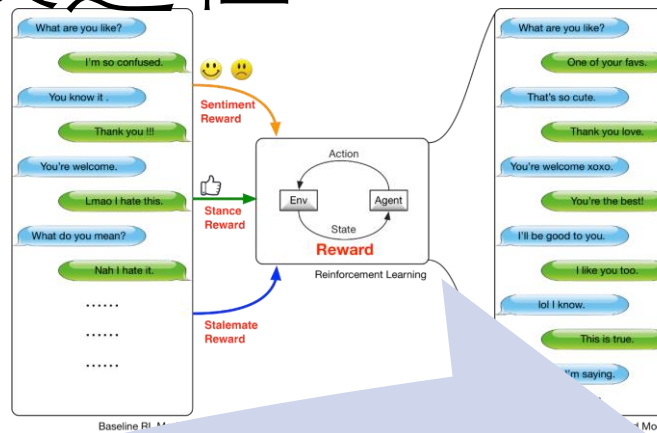 What are you like?
I'm so confused.
You know it .
Thank you !!!
You're welcome.
Lmao I hate this.
What do you mean?
Nah I hate it.
......
......
......
Baseline RL M
Sentiment
Reward
Stance
Reward
Stalemate
Reward
Action
Env
Agent
State
Reward
Reinforcement Learning
What are you like?
One of your favs.
That's so cute.
Thank you love.
You're welcome xoxo.
You're the best!
I'll be good to you.
I like you too.
lol I know.
This is true.
I'm saying.